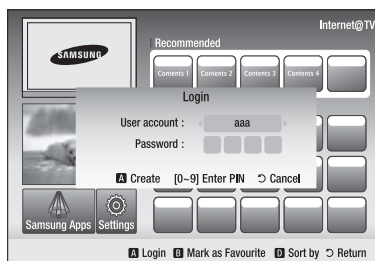 Internet@TV
SAMSUNG
Recommended
Contents 1 Contents 2 Contents 3 Contents 4
Login
User account : aaa
Password :
A Create [0~9] Enter PIN Cancel
Samsung Apps Settings
A Login B Mark as Favourite D Sort by Return